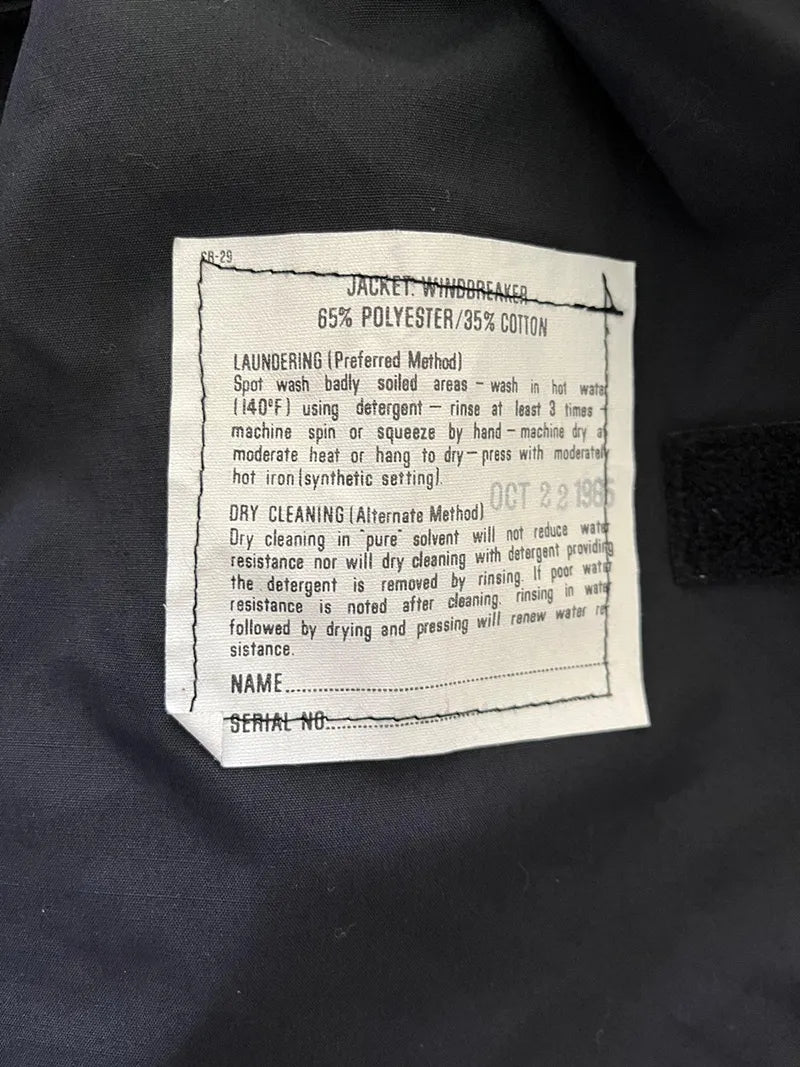 SR-29
JACKET: WINDBREAKER
65% POLYESTER/35% COTTON
LAUNDERING (Preferred Method)
Spot wash badly soiled areas – wash in hot water
(140°F) using detergent – rinse at least 3 times –
machine spin or squeeze by hand – machine dry at
moderate heat or hang to dry – press with moderately
hot iron (synthetic setting).
OCT 22 1985
DRY CLEANING (Alternate Method)
Dry cleaning in "pure" solvent will not reduce water
resistance nor will dry cleaning with detergent providing
the detergent is removed by rinsing. If poor water
resistance is noted after cleaning, rinsing in water
followed by drying and pressing will renew water re
sistance.
NAME
SERIAL NO.